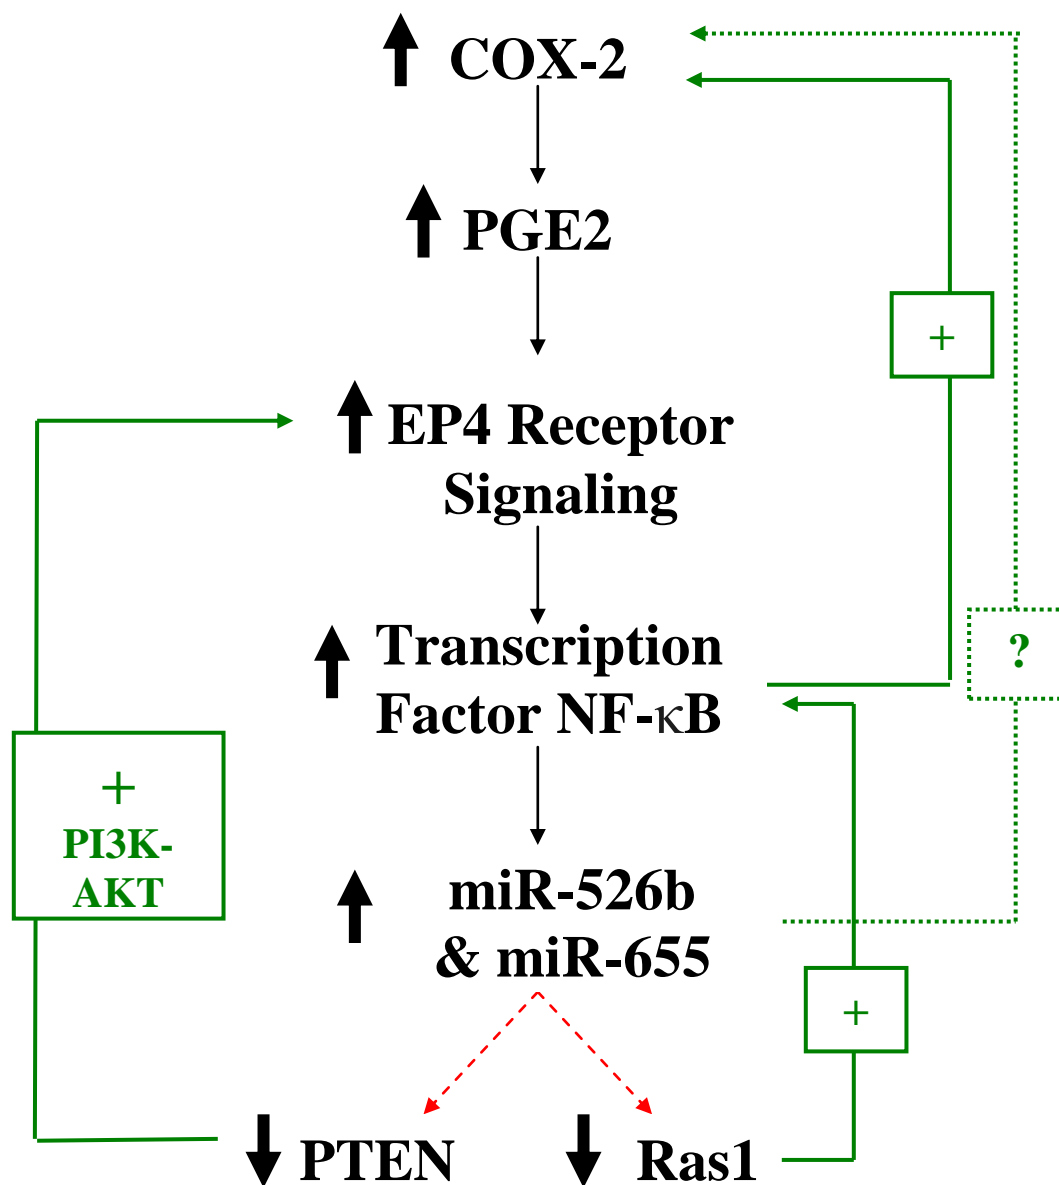 COX-2
PGE2
+
EP4 Receptor
Signaling
Transcription
Factor NF-κB
?
+
PI3K-
AKT
miR-526b
& miR-655
+
PTEN
Ras1